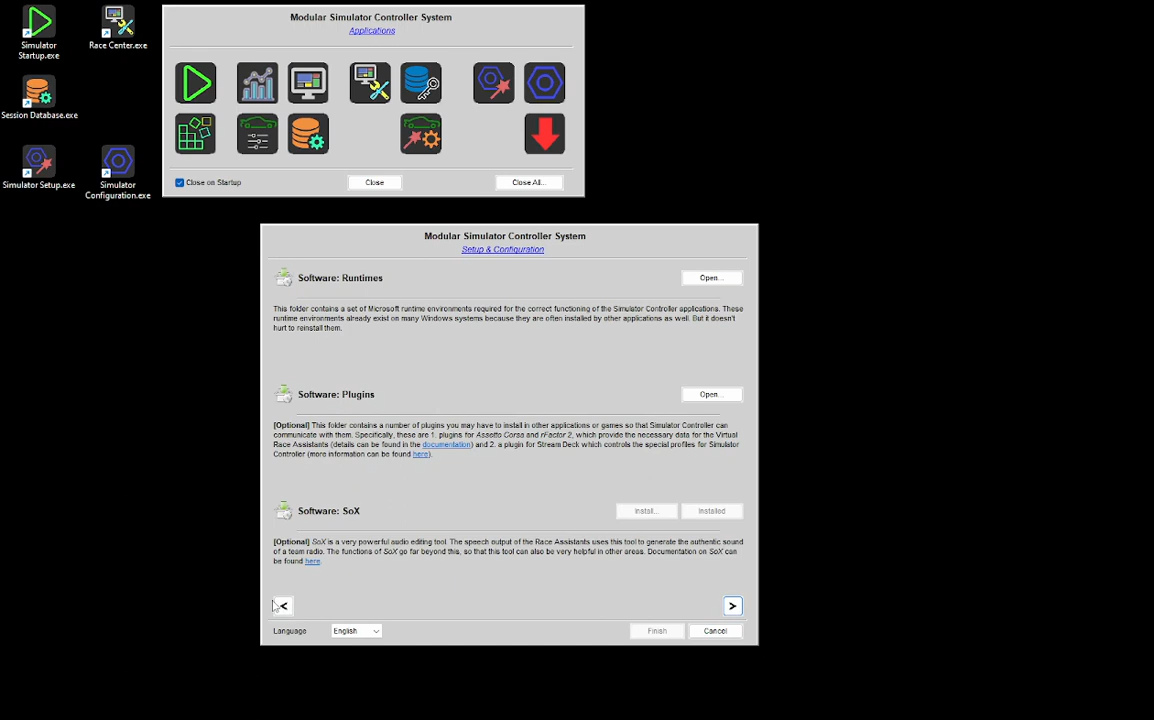 Simulator
Startup.exe
Race Center.exe
Session Database.exe
Simulator Setup.exe
Simulator
Configuration.exe
Modular Simulator Controller System
Applications
Close on Startup
Close
Close All...
Modular Simulator Controller System
Setup & Configuration
Software: Runtimes
Open...
This folder contains a set of Microsoft runtime environments required for the correct functioning of the Simulator Controller applications. These
runtime environments already exist on many Windows systems because they are often installed by other applications as well. But it doesn't
hurt to reinstall them.
Software: Plugins
Open...
[Optional] This folder contains a number of plugins you may have to install in other applications or games so that Simulator Controller can
communicate with them. Specifically, these are 1. plugins for Assetto Corsa and rFactor 2, which provide the necessary data for the Virtual
Race Assistants (details can be found in the documentation) and 2. a plugin for Stream Deck which controls the special profiles for Simulator
Controller (more information can be found here).
Software: SoX
Install...
Installed
[Optional] SoX is a very powerful audio editing tool. The speech output of the Race Assistants uses this tool to generate the authentic sound
of a team radio. The functions of SoX go far beyond this, so that this tool can also be very helpful in other areas. Documentation on SoX can
be found here.
<
>
Language
English
Finish
Cancel